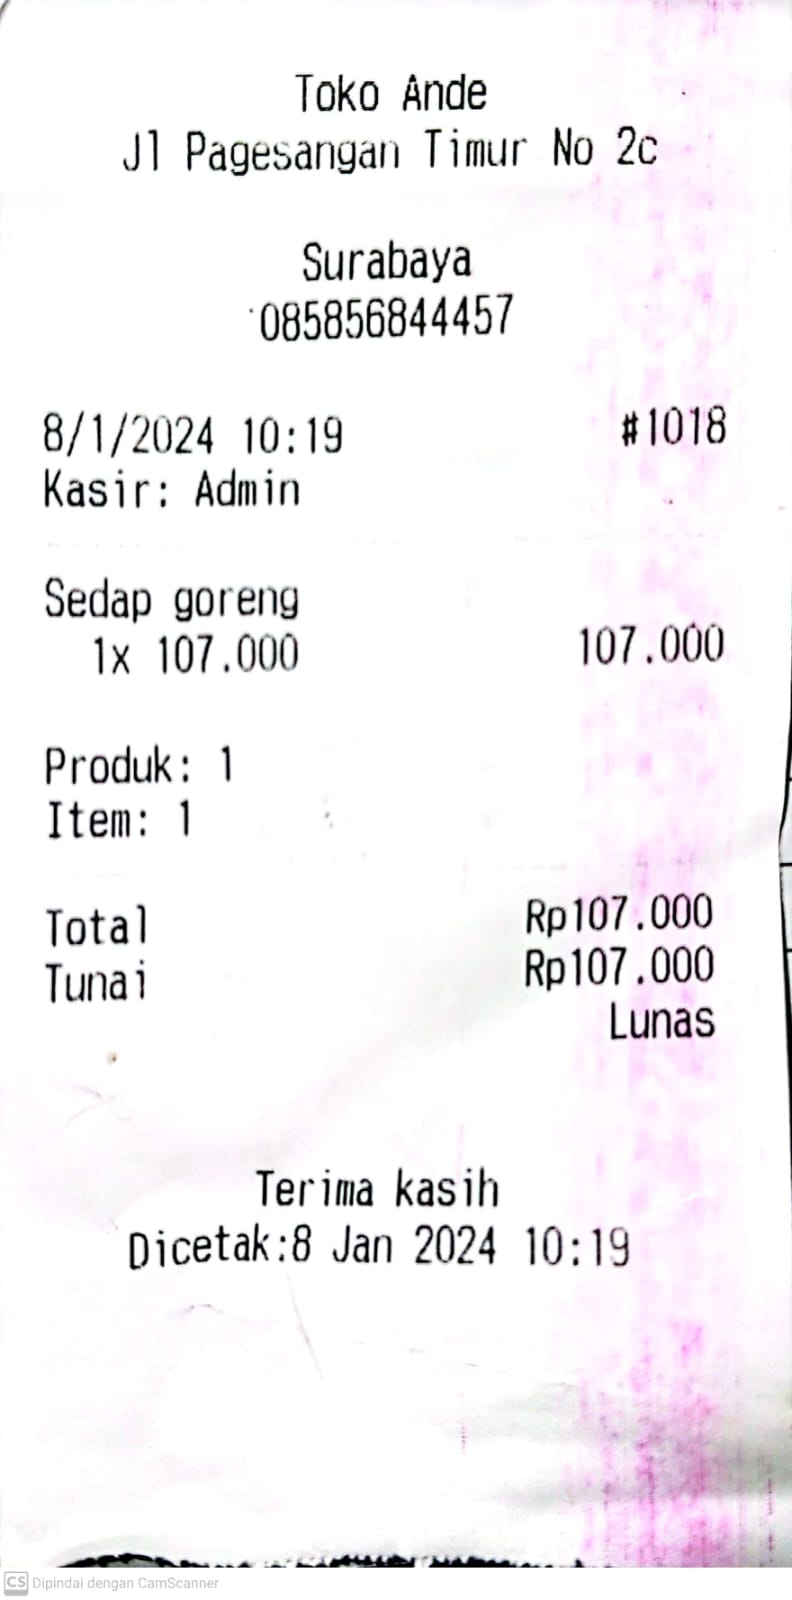 Toko Ande
Jl Pagesangan Timur No 2c
Surabaya
085856844457
8/1/2024 10:19 #1018
Kasir: Admin
Sedap goreng
1x 107.000 107.000
Produk: 1
Item: 1
Total Rp107.000
Tunai Rp107.000
Lunas
Terima kasih
Dicetak:8 Jan 2024 10:19
CS Dipindai dengan CamScanner